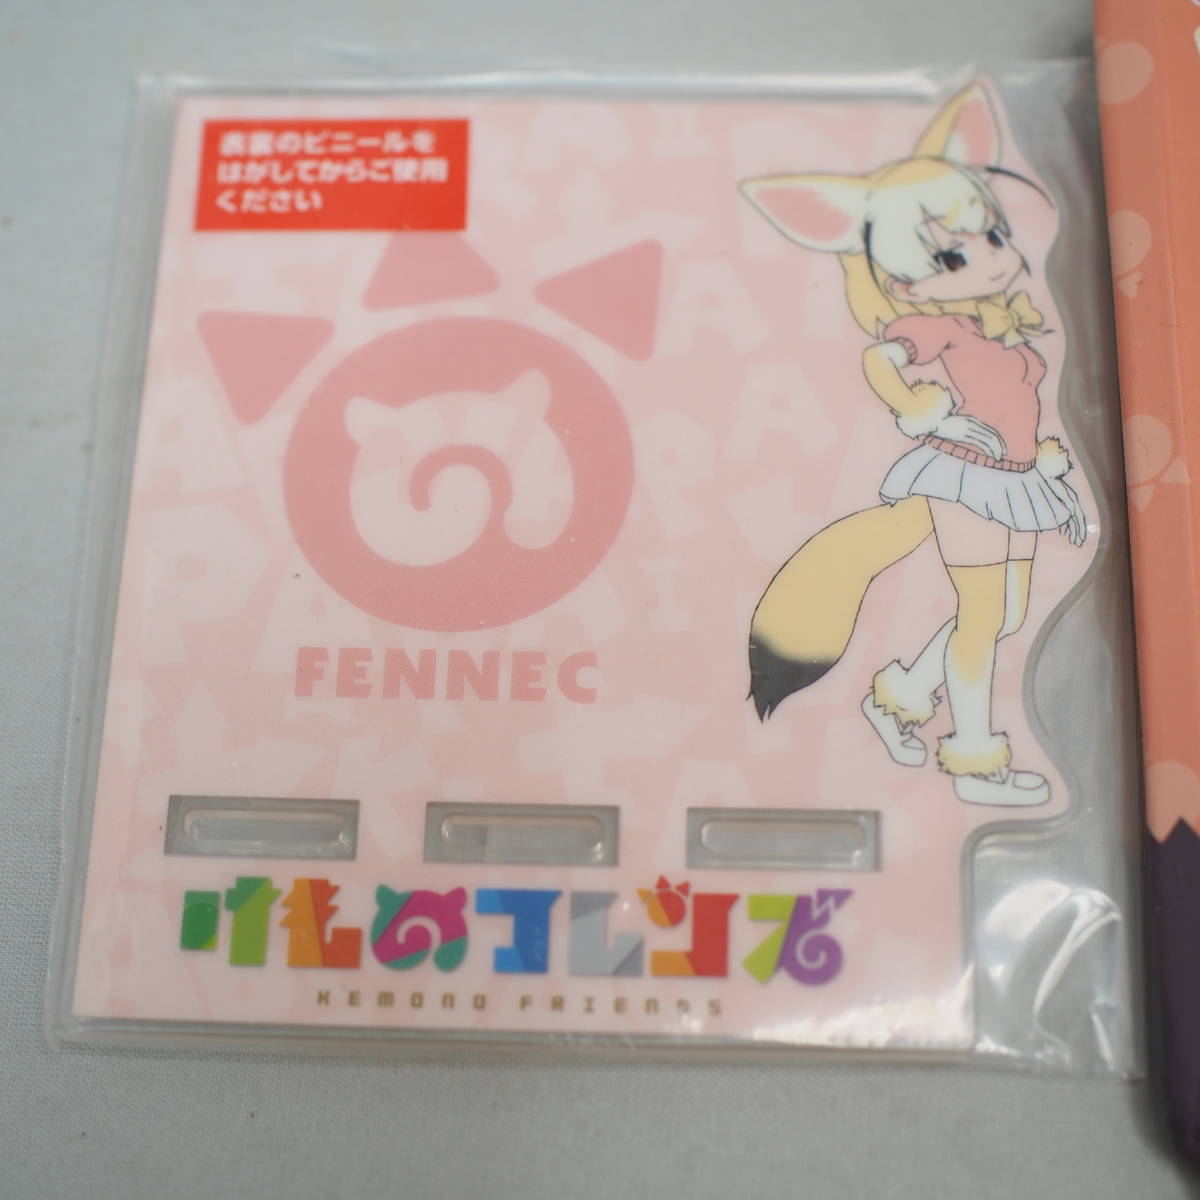 表裏のビニールを
はがしてからご使用
ください
FENNEC
けものフレンズ
KEMONO FRIENDS